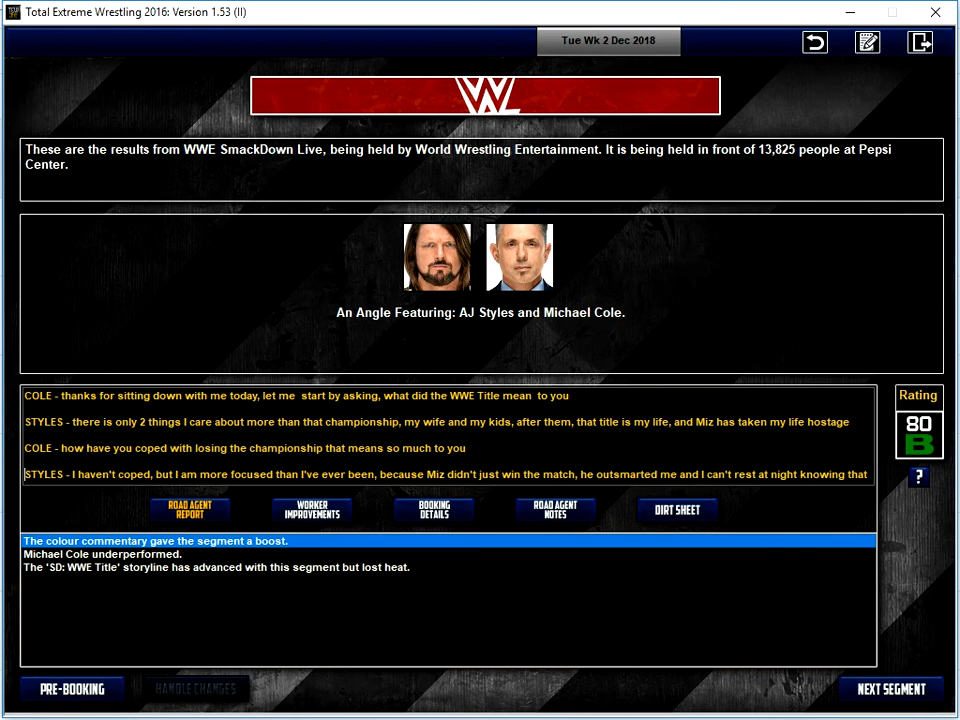 Total Extreme Wrestling 2016: Version 1.53 (II)
Tue Wk 2 Dec 2018
These are the results from WWE SmackDown Live, being held by World Wrestling Entertainment. It is being held in front of 13,825 people at Pepsi
Center.
An Angle Featuring: AJ Styles and Michael Cole.
COLE - thanks for sitting down with me today, let me  start by asking, what did the WWE Title mean  to you
STYLES - there is only 2 things I care about more than that championship, my wife and my kids, after them, that title is my life, and Miz has taken my life hostage
COLE - how have you coped with losing the championship that means so much to you
STYLES - I haven't coped, but I am more focused than I've ever been, because Miz didn't just win the match, he outsmarted me and I can't rest at night knowing that
Rating
80
B
?
ROAD AGENT
REPORT
WORKER
IMPROVEMENTS
BOOKING
DETAILS
ROAD AGENT
NOTES
DIRT SHEET
The colour commentary gave the segment a boost.
Michael Cole underperformed.
The 'SD: WWE Title' storyline has advanced with this segment but lost heat.
PRE-BOOKING
HANDLE CHANGES
NEXT SEGMENT